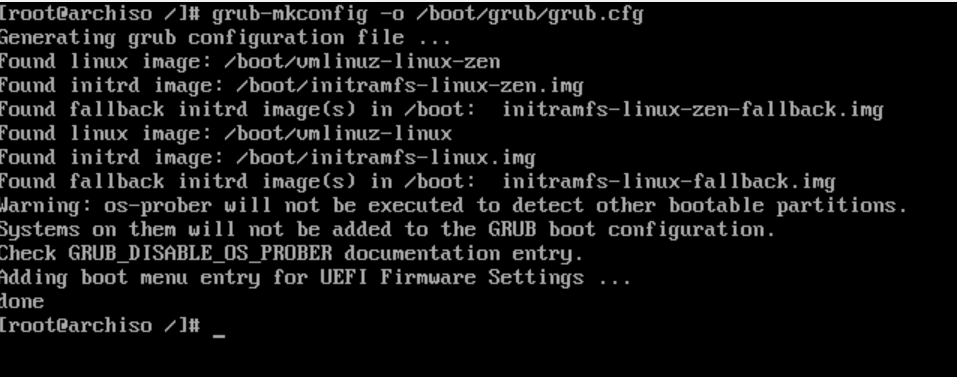 [root@archiso /]# grub-mkconfig -o /boot/grub/grub.cfg
Generating grub configuration file ...
Found linux image: /boot/vmlinuz-linux-zen
Found initrd image: /boot/initramfs-linux-zen.img
Found fallback initrd image(s) in /boot:  initramfs-linux-zen-fallback.img
Found linux image: /boot/vmlinuz-linux
Found initrd image: /boot/initramfs-linux.img
Found fallback initrd image(s) in /boot:  initramfs-linux-fallback.img
Warning: os-prober will not be executed to detect other bootable partitions.
Systems on them will not be added to the GRUB boot configuration.
Check GRUB_DISABLE_OS_PROBER documentation entry.
Adding boot menu entry for UEFI Firmware Settings ...
done
[root@archiso /]# _